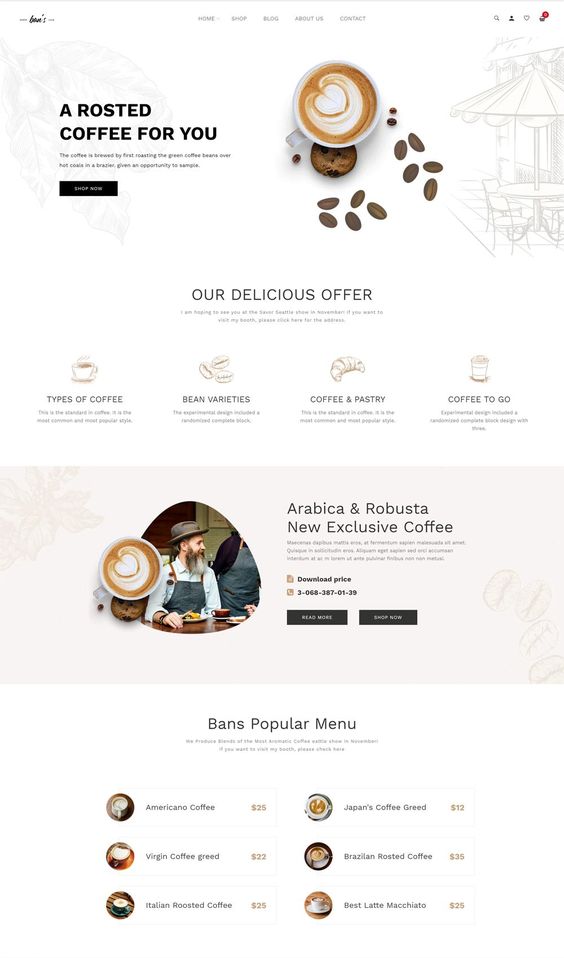 ban's
HOME
SHOP
BLOG
ABOUT US
CONTACT
0
A ROSTED
COFFEE FOR YOU
The coffee is brewed by first roasting the green coffee beans over
hot coals in a brazier. given an opportunity to sample.
SHOP NOW
OUR DELICIOUS OFFER
I am hoping to see you at the Savor Seattle show in November! if you want to
visit my booth, please click here for the address.
TYPES OF COFFEE
This is the standard in coffee. It is the
most common and most popular style.
BEAN VARIETIES
The experimental design included a
randomized complete block.
COFFEE & PASTRY
This is the standard in coffee. It is the
most common and most popular style.
COFFEE TO GO
Experimental design included a
randomized complete block design with
three.
Arabica & Robusta
New Exclusive Coffee
Maecenas dapibus mattis eros, at fermentum sapien malesuada sit amet.
Quisque in sollicitudin eros. Aliquam eget sapien sed orci accumsan
interdum at ac m lorem ut ante pulvinar finibus non non metus.
Download price
3-068-387-01-39
READ MORE
SHOP NOW
Bans Popular Menu
We Produce Blends of the Most Aromatic Coffee eattle show in November!
if you want to visit my booth, please check here
Americano Coffee $25
Japan's Coffee Greed $12
Virgin Coffee greed $22
Brazilan Rosted Coffee $35
Italian Roosted Coffee $25
Best Latte Macchiato $25